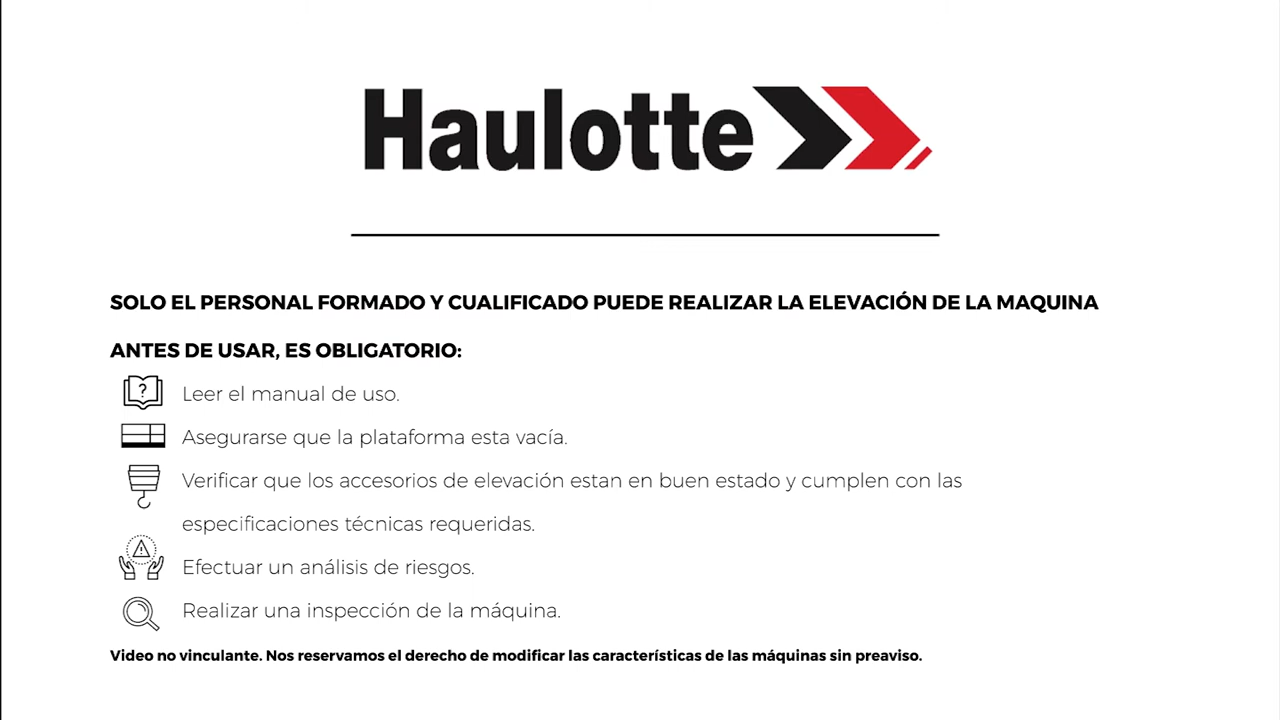 Haulotte
SOLO EL PERSONAL FORMADO Y CUALIFICADO PUEDE REALIZAR LA ELEVACIÓN DE LA MAQUINA
ANTES DE USAR, ES OBLIGATORIO:
?
Leer el manual de uso.
Asegurarse que la plataforma esta vacía.
Verificar que los accesorios de elevación estan en buen estado y cumplen con las
especificaciones técnicas requeridas.
Efectuar un análisis de riesgos.
Realizar una inspección de la máquina.
Video no vinculante. Nos reservamos el derecho de modificar las características de las máquinas sin preaviso.